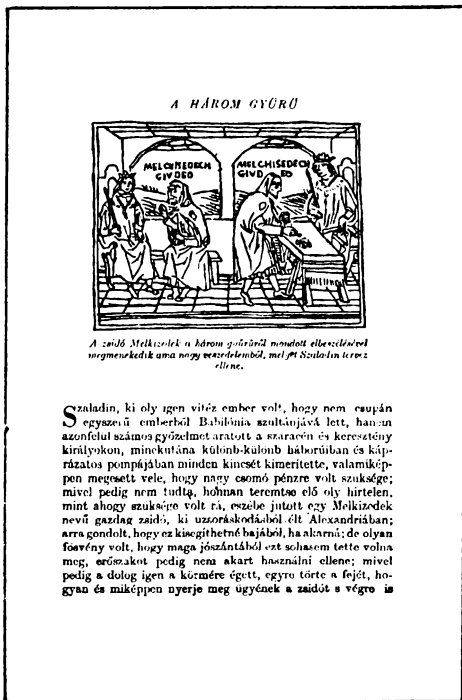 A HÁROM GYŰRŰ
MELCHISEDECH
GIVDEO
MELCHISEDECH
GIVD EO
A zsidó Melkizedek a három gyűrűről mondott elbeszélésével
megmenekedik ama nagy veszedelemből, melyet Szaladin tervez
ellene.
Szaladin, ki oly igen vitéz ember volt, hogy nem csupán
egyszerű emberből Babilónia szultánjává lett, hanem
azonfelül számos győzelmet aratott a szaracén és keresztény
királyokon, minekutána különb-különb háborúiban és káp-
rázatos pompájában minden kincsét kimerítette, valamikép-
pen megesett vele, hogy nagy csomó pénzre volt szüksége;
mivel pedig nem tudta, honnan teremtse elő oly hirtelen,
mint ahogy szüksége volt rá, eszébe jutott egy Melkizedek
nevű gazdag zsidó, ki uzsoráskodásból élt Alexandriában;
arra gondolt, hogy ez kisegíthetné bajából, ha akarná; de olyan
fösvény volt, hogy maga jószántából ezt sohasem tette volna
meg, erőszakot pedig nem akart használni ellene; mivel
pedig a dolog igen a körmére égett, egyre törte a fejét, ho-
gyan és miképpen nyerje meg ügyének a zsidót s végre is